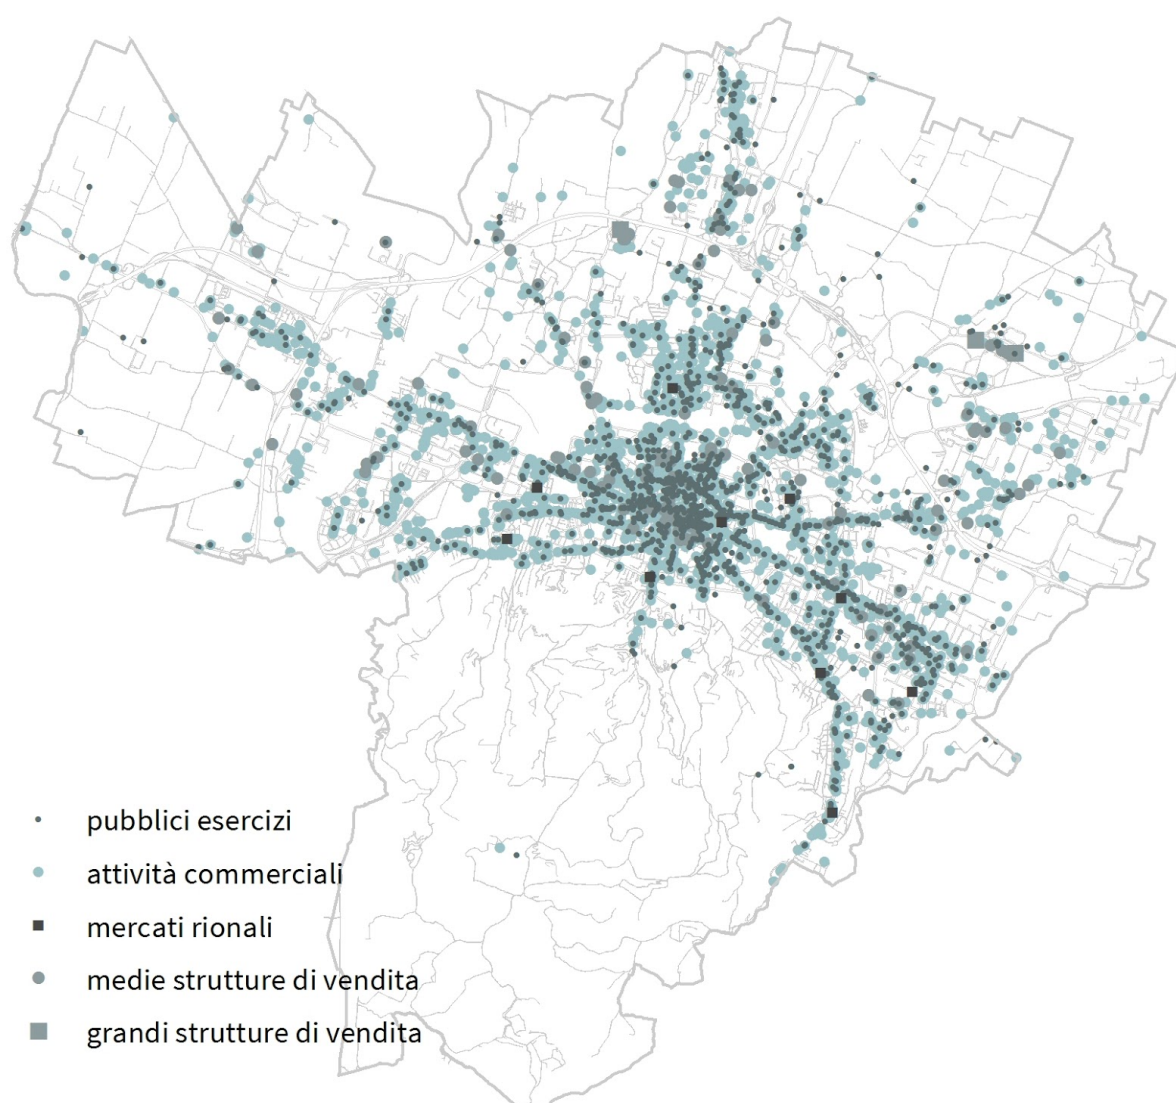 pubblici esercizi
attività commerciali
mercati rionali
medie strutture di vendita
grandi strutture di vendita